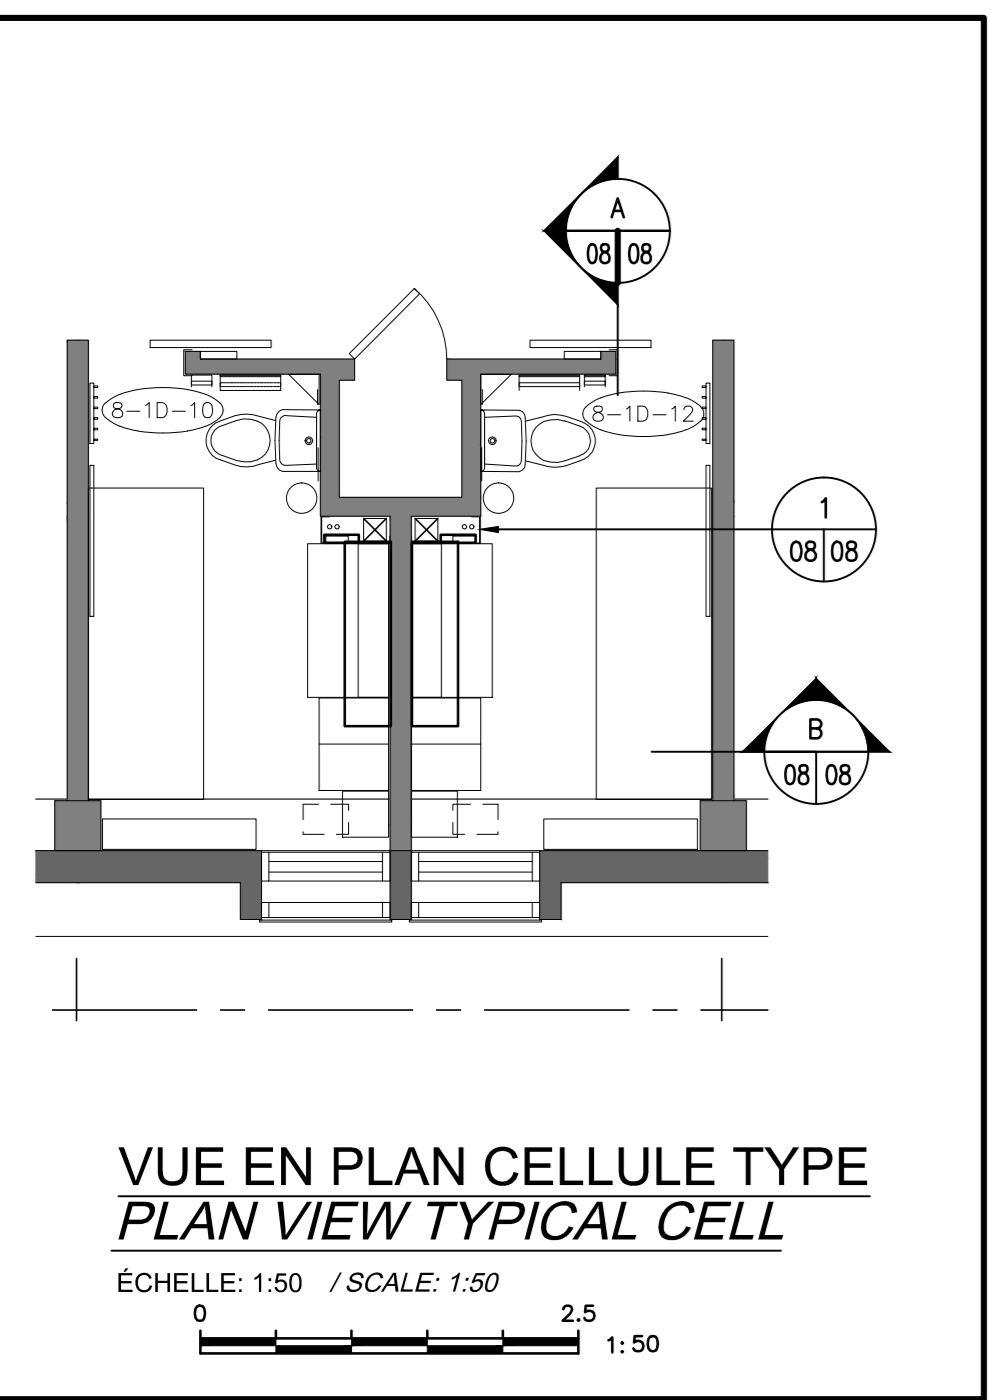 A
08 08
8-1D-10
8-1D-12
1
08 08
B
08 08
VUE EN PLAN CELLULE TYPE
PLAN VIEW TYPICAL CELL
ÉCHELLE: 1:50 / SCALE: 1:50
0 2.5
1:50